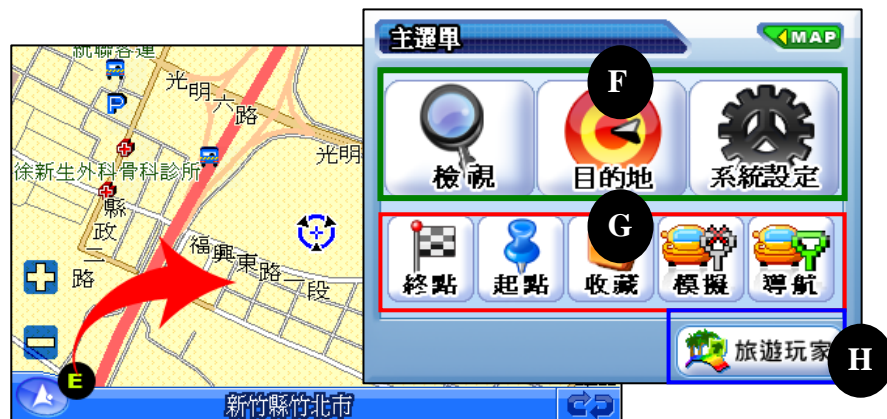 統聯客運
P
光明六路
光明
徐新生外科骨科診所
縣政二路
福興東路一段
E
新竹縣竹北市
主選單
MAP
F
檢視
目的地
系統設定
G
終點
起點
收藏
模擬
導航
旅遊玩家
H